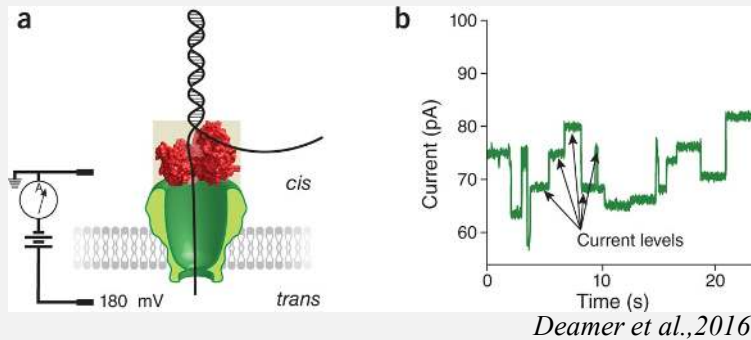 a
cis
A
180 mV
trans
b
100
90
80
70
60
Current (pA)
Current levels
0
10
20
Time (s)
Deamer et al.,2016